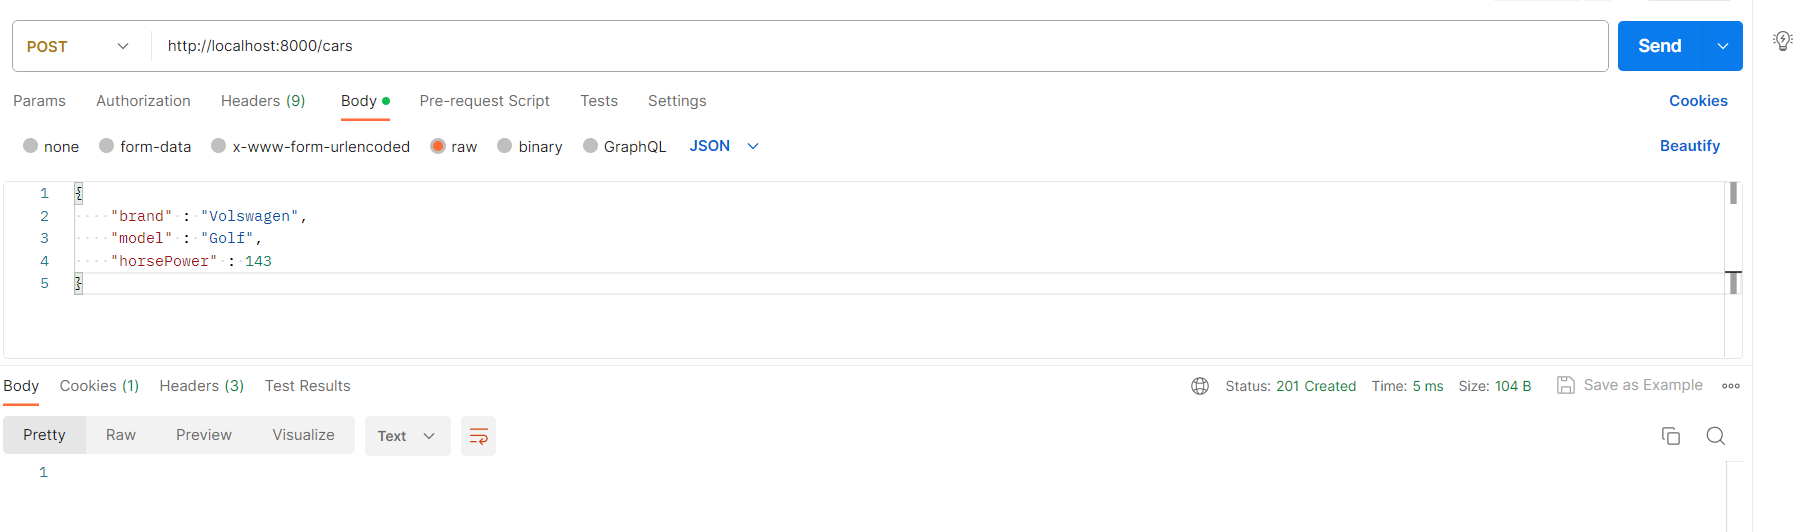 POST http://localhost:8000/cars Send
Params Authorization Headers (9) Body Pre-request Script Tests Settings Cookies
none form-data x-www-form-urlencoded raw binary GraphQL JSON Beautify
1 {
2 "brand" : "Volswagen",
3 "model" : "Golf",
4 "horsePower" : 143
5 }
Body Cookies (1) Headers (3) Test Results Status: 201 Created Time: 5 ms Size: 104 B Save as Example
Pretty Raw Preview Visualize Text
1